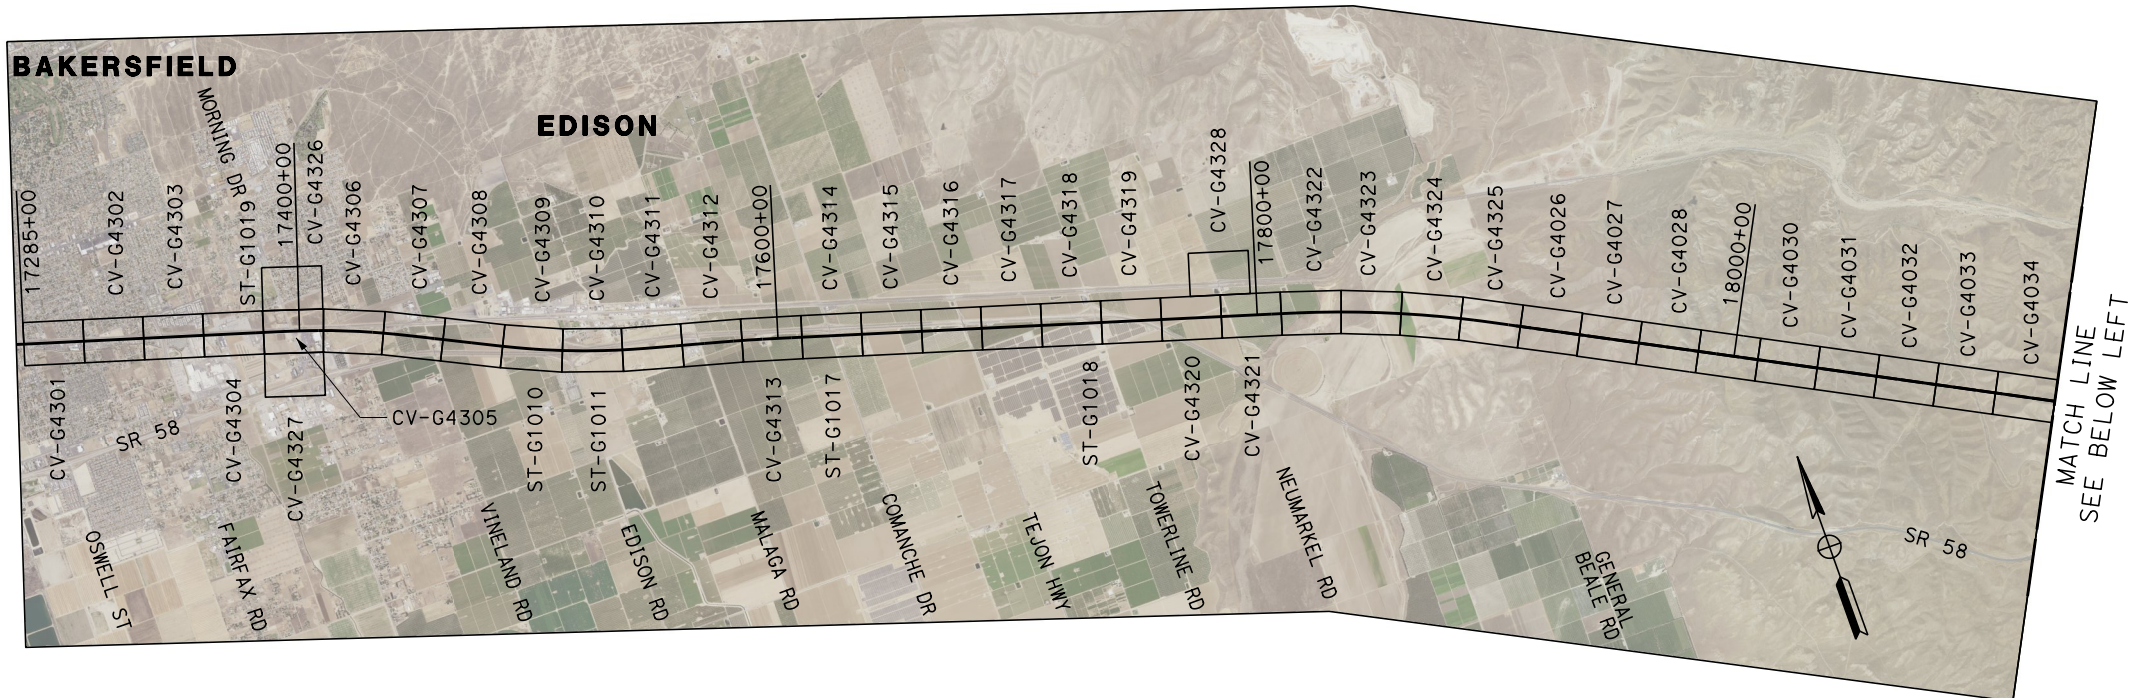 BAKERSFIELD
EDISON
MORNING DR
17285+00
CV-G4302
CV-G4303
ST-G1019
17400+00
CV-G4326
CV-G4306
CV-G4307
CV-G4308
CV-G4309
CV-G4310
CV-G4311
CV-G4312
17600+00
CV-G4314
CV-G4315
CV-G4316
CV-G4317
CV-G4318
CV-G4319
CV-G4328
17800+00
CV-G4322
CV-G4323
CV-G4324
CV-G4325
CV-G4026
CV-G4027
CV-G4028
18000+00
CV-G4030
CV-G4031
CV-G4032
CV-G4033
CV-G4034
MATCH LINE
SEE BELOW LEFT
CV-G4301
SR 58
CV-G4304
CV-G4327
CV-G4305
ST-G1010
ST-G1011
CV-G4313
ST-G1017
ST-G1018
CV-G4320
CV-G4321
OSWELL ST
FAIRFAX RD
VINELAND RD
EDISON RD
MALAGA RD
COMANCHE DR
TEJON HWY
TOWERLINE RD
NEUMARKEL RD
GENERAL
BEALE RD
SR 58